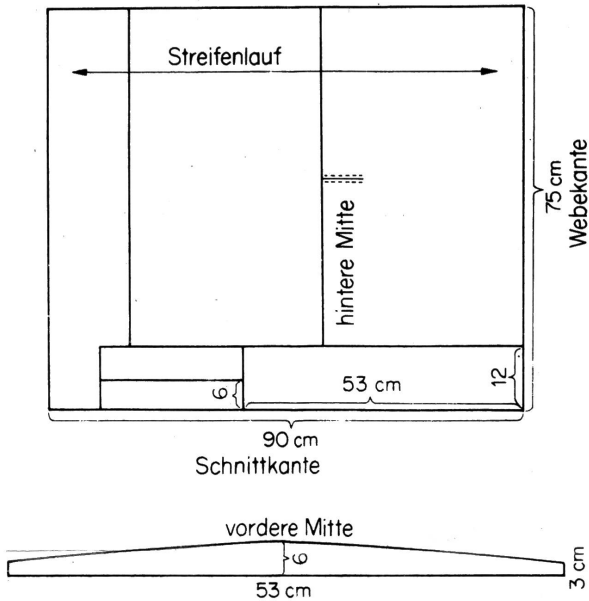 Streifenlauf
75 cm
Webekante
hintere Mitte
6
53 cm
12
90 cm
Schnittkante
vordere Mitte
6
53 cm
3 cm